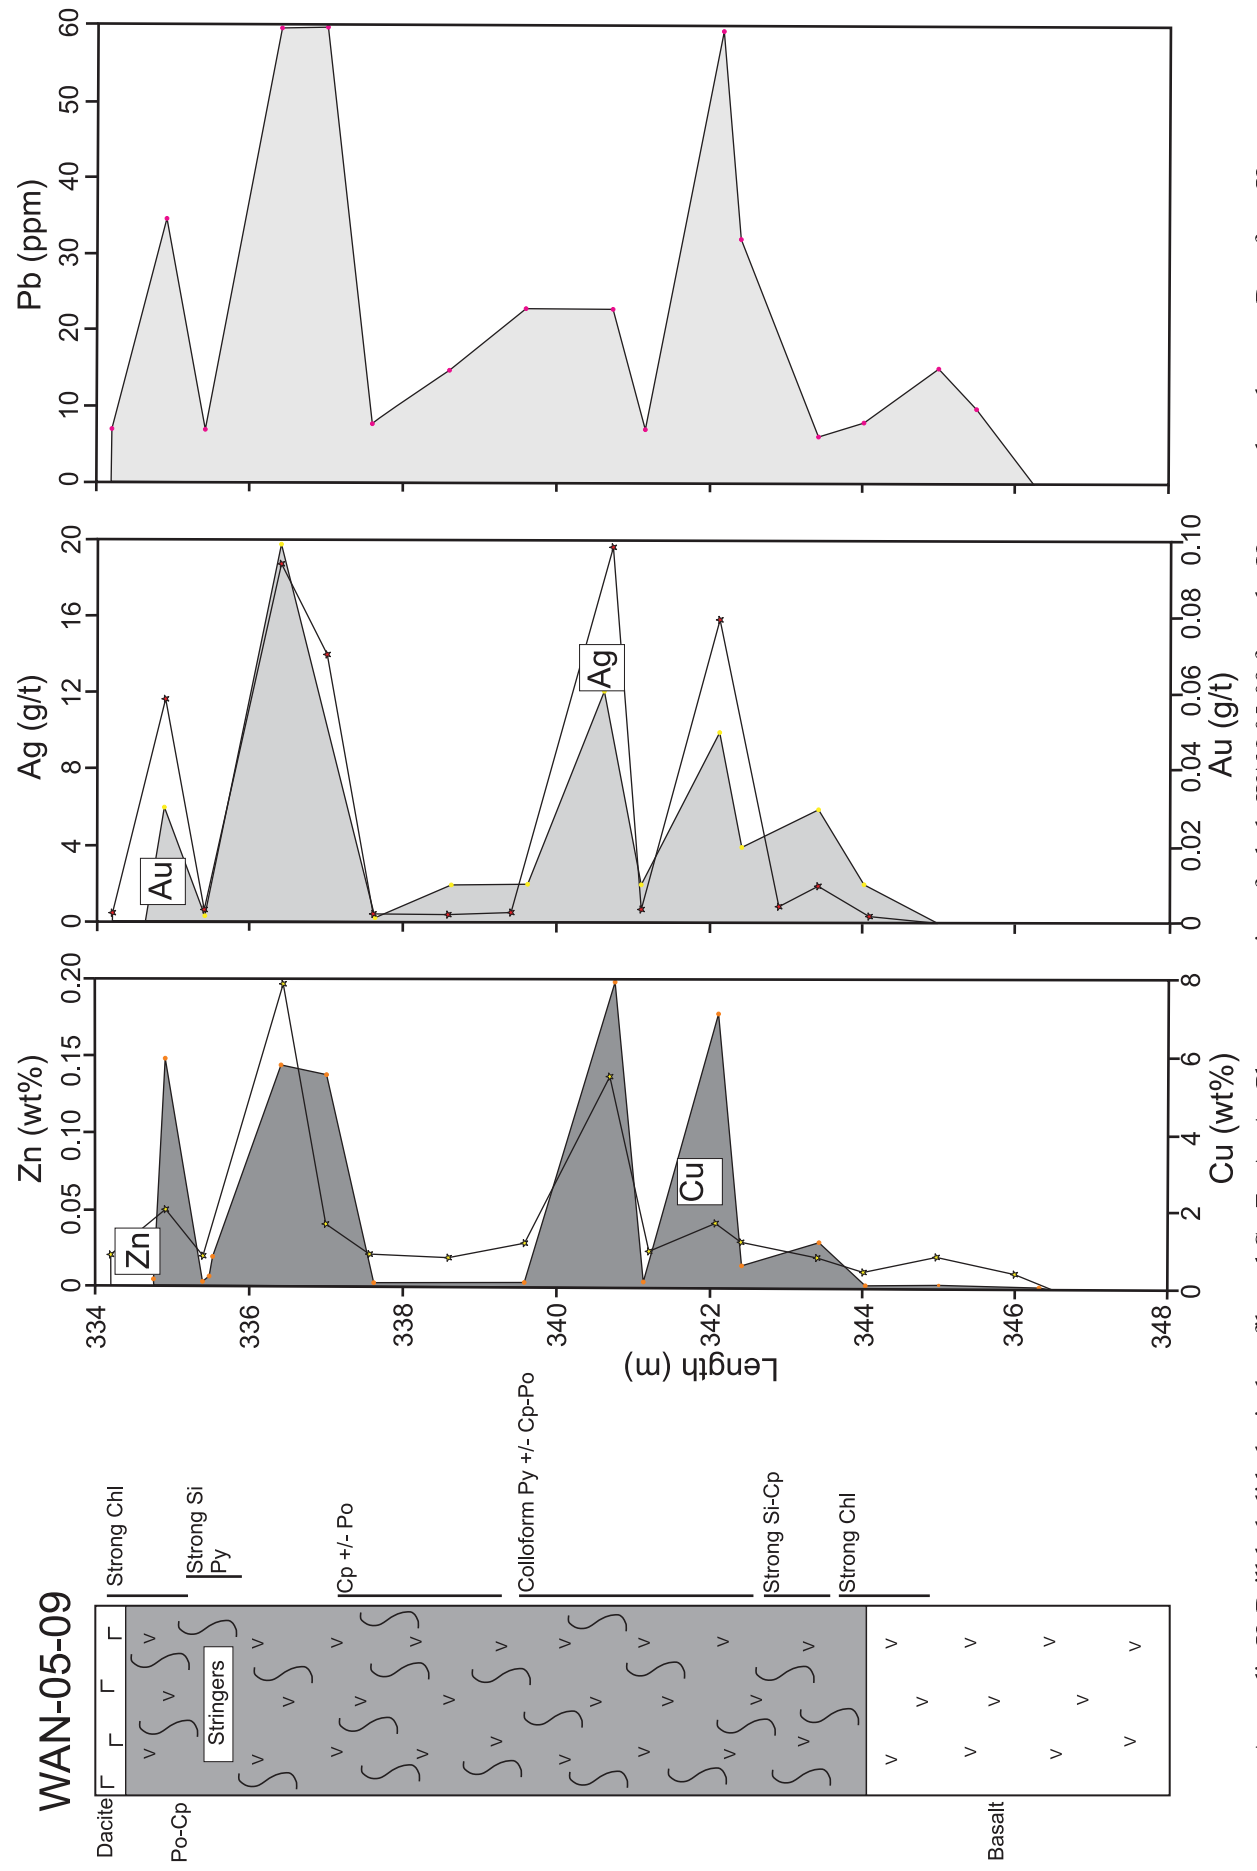 WAN-05-09
Dacite
Po-Cp
Basalt
Stringers
Strong Chl
Strong Si
Py
Cp +/- Po
Colloform Py +/- Cp-Po
Strong Si-Cp
Strong Chl
Length (m)
334
336
338
340
342
344
346
348
Zn (wt%)
0
0.05
0.10
0.15
0.20
Zn
Cu
Cu (wt%)
0
2
4
6
8
Ag (g/t)
0
4
8
12
16
20
Au
Ag
Au (g/t)
0
0.02
0.04
0.06
0.08
0.10
Pb (ppm)
0
10
20
30
40
50
60